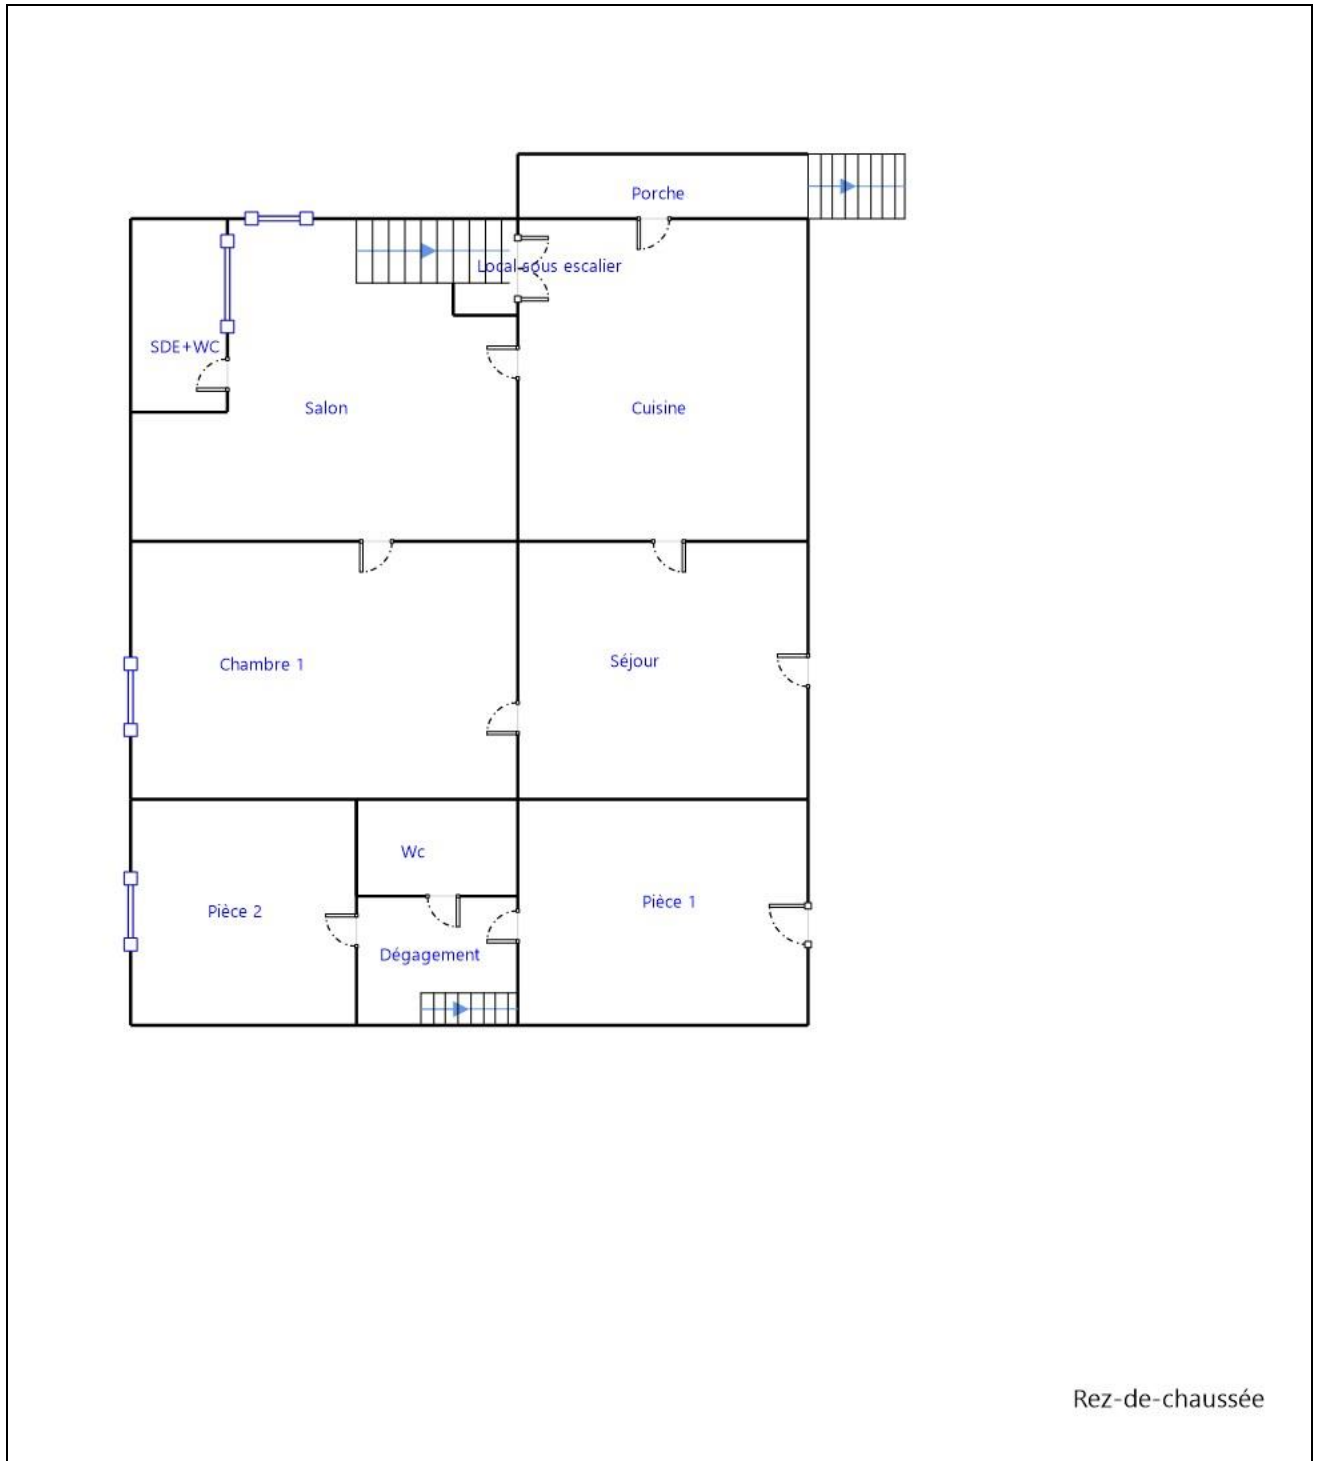 Porche
Local sous escalier
SDE+WC
Salon
Cuisine
Chambre 1
Séjour
Wc
Pièce 2
Pièce 1
Dégagement
Rez-de-chaussée